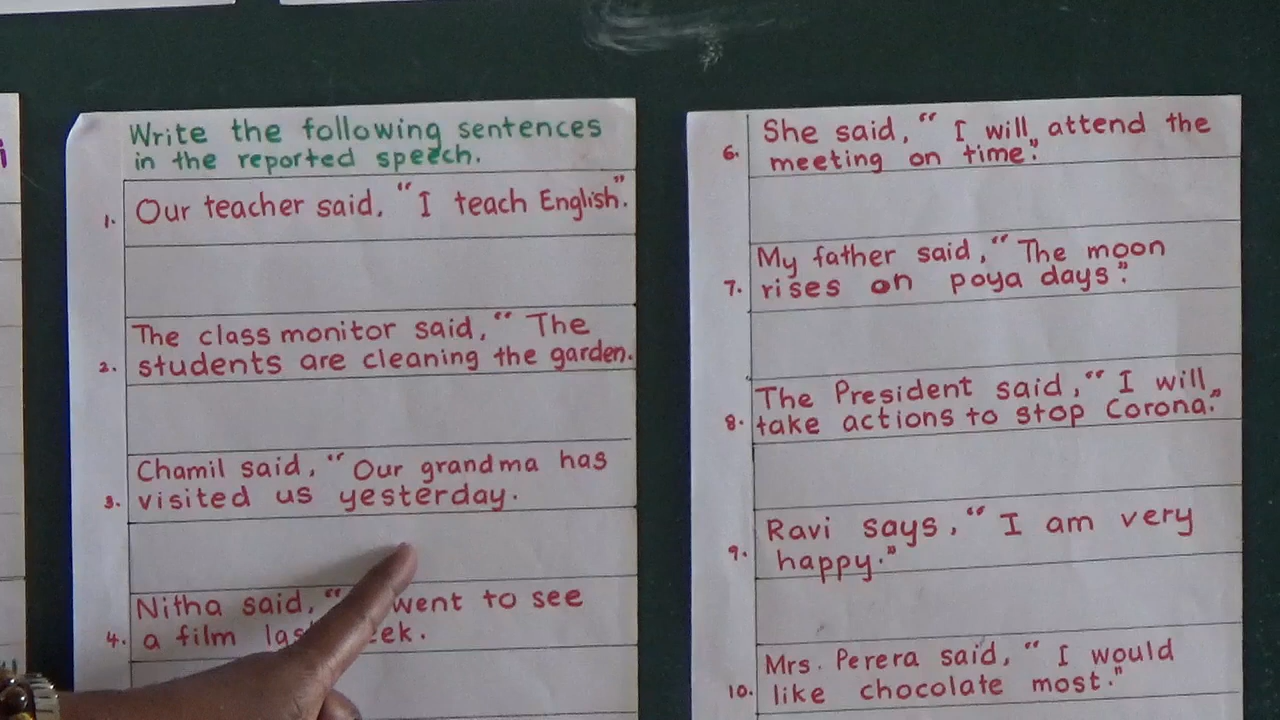 Write the following sentences
in the reported speech.
1. Our teacher said, "I teach English".
The class monitor said, "The
2. students are cleaning the garden.
Chamil said, "Our grandma has
3. visited us yesterday.
Nitha said, " went to see
4. a film
6. She said, "I will attend the
meeting on time".
My father said, "The moon
7. rises on poya days".
The President said, "I will
8. take actions to stop Corona."
Ravi says, "I am very
9. happy."
Mrs. Perera said, "I would
10. like chocolate most."